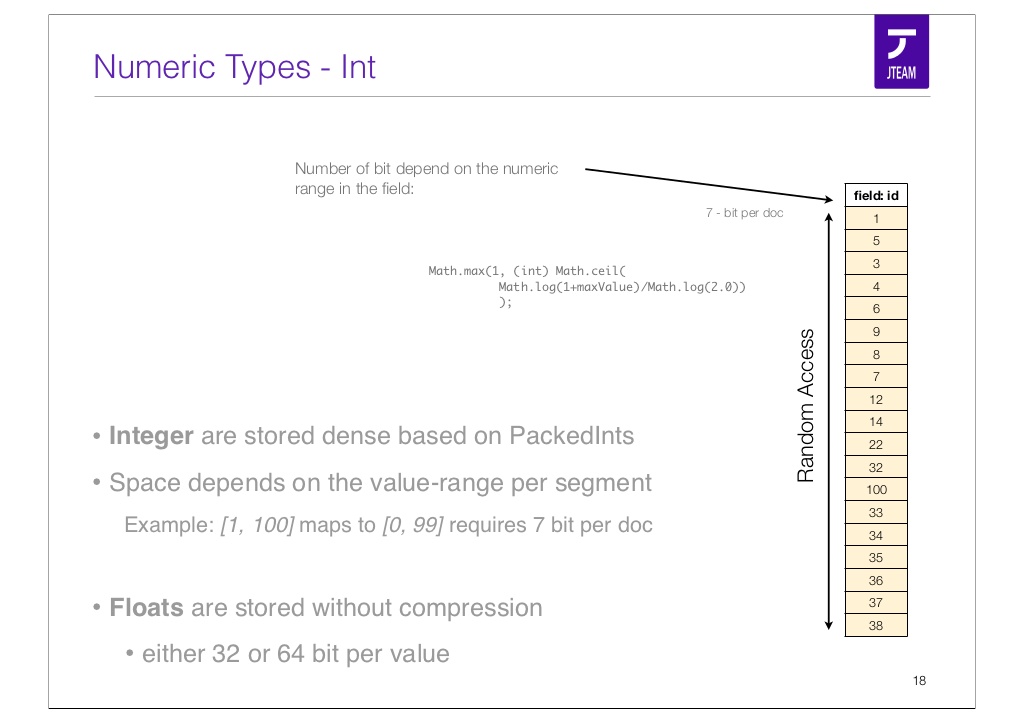 Numeric Types - Int
JTEAM
Number of bit depend on the numeric
range in the field:
7 - bit per doc
Math.max(1, (int) Math.ceil(
Math.log(1+maxValue)/Math.log(2.0))
);
• Integer are stored dense based on PackedInts
• Space depends on the value-range per segment
Example: [1, 100] maps to [0, 99] requires 7 bit per doc
• Floats are stored without compression
• either 32 or 64 bit per value
Random Access
field: id
1
5
3
4
6
9
8
7
12
14
22
32
100
33
34
35
36
37
38
18